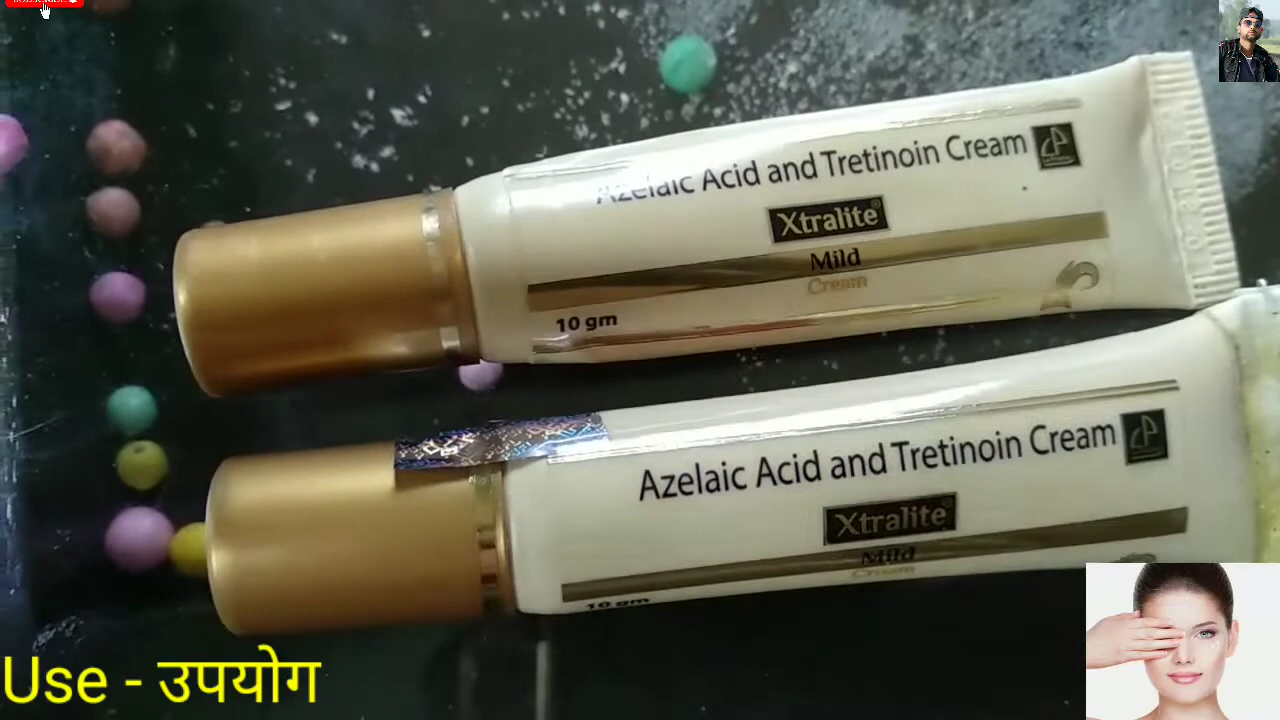 Azelaic Acid and Tretinoin Cream
Xtralite®
Mild
Cream
10 gm
Azelaic Acid and Tretinoin Cream
Xtralite®
Mild
Cream
10 gm
Use - उपयोग